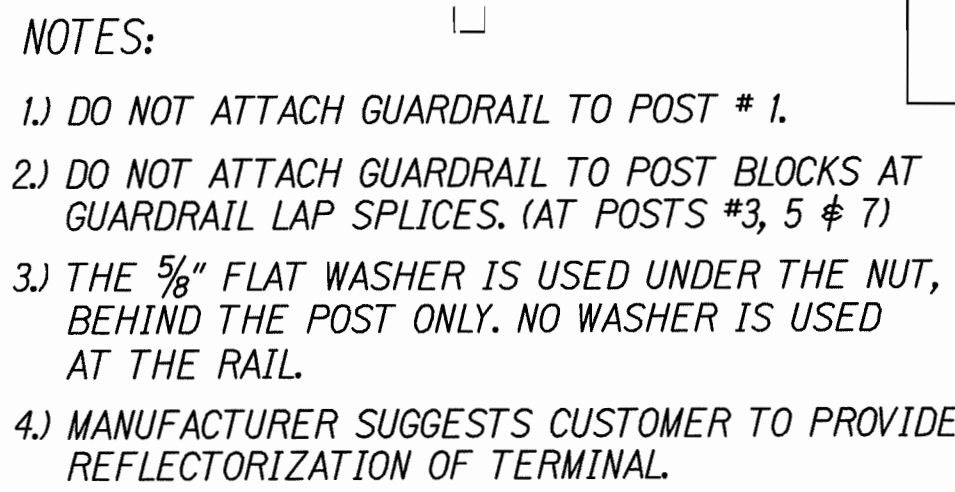 NOTES:
1.) DO NOT ATTACH GUARDRAIL TO POST # 1.
2.) DO NOT ATTACH GUARDRAIL TO POST BLOCKS AT
GUARDRAIL LAP SPLICES. (AT POSTS #3, 5 & 7)
3.) THE 5/8" FLAT WASHER IS USED UNDER THE NUT,
BEHIND THE POST ONLY. NO WASHER IS USED
AT THE RAIL.
4.) MANUFACTURER SUGGESTS CUSTOMER TO PROVIDE
REFLECTORIZATION OF TERMINAL.